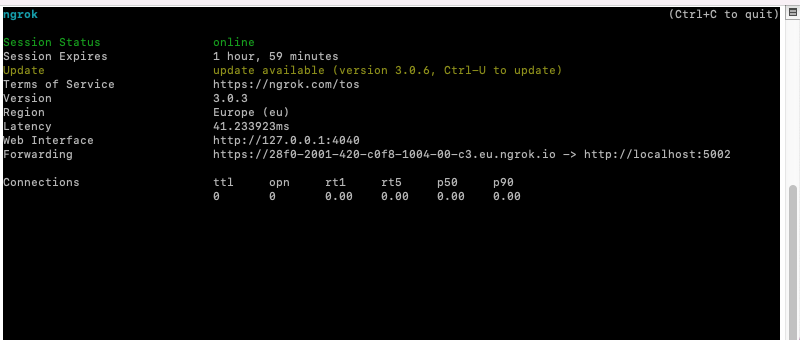 ngrok (Ctrl+C to quit)
Session Status online
Session Expires 1 hour, 59 minutes
Update update available (version 3.0.6, Ctrl-U to update)
Terms of Service https://ngrok.com/tos
Version 3.0.3
Region Europe (eu)
Latency 41.233923ms
Web Interface http://127.0.0.1:4040
Forwarding https://28f0-2001-420-c0f8-1004-00-c3.eu.ngrok.io -> http://localhost:5002
Connections ttl opn rt1 rt5 p50 p90
0 0 0.00 0.00 0.00 0.00